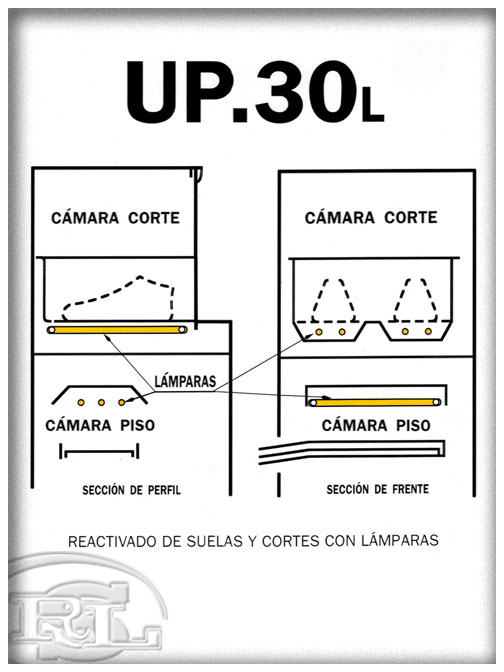 UP.30L
CÁMARA CORTE
CÁMARA CORTE
LÁMPARAS
CÁMARA PISO
CÁMARA PISO
SECCIÓN DE PERFIL
SECCIÓN DE FRENTE
REACTIVADO DE SUELAS Y CORTES CON LÁMPARAS
RL